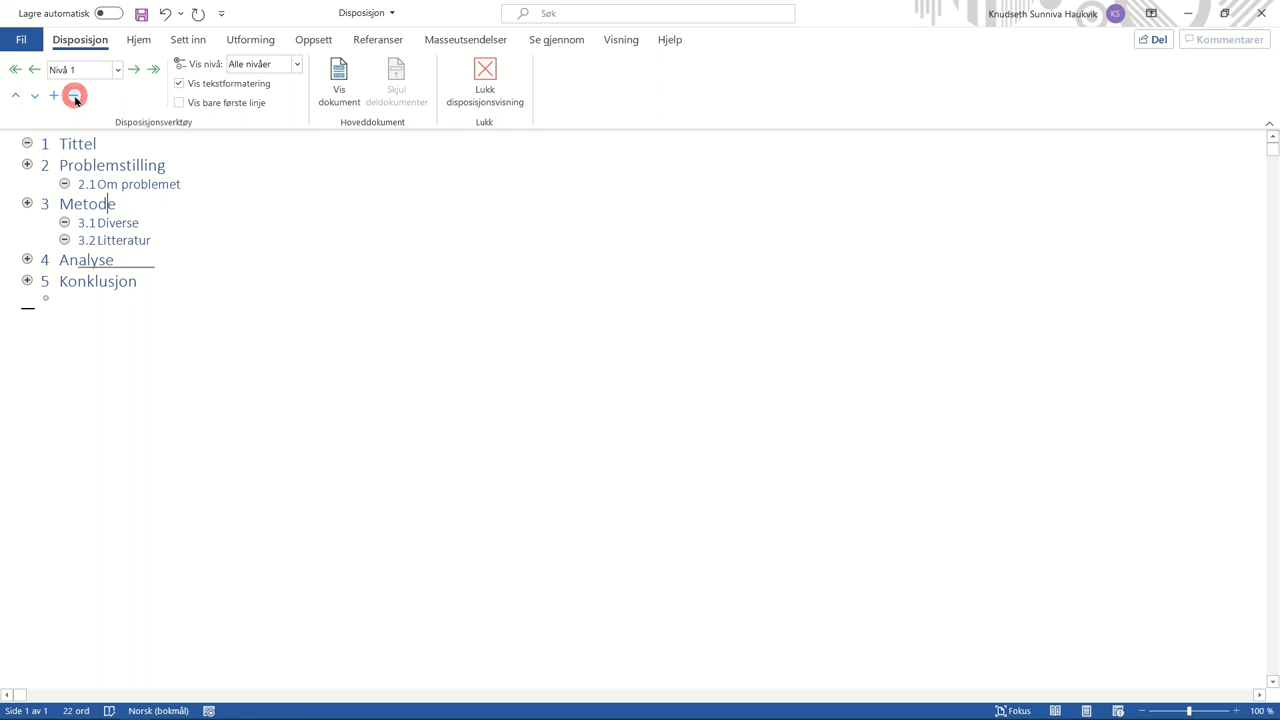 Lagre automatisk
Disposisjon
Søk
Knudseth Sunniva Haukvik KS
Fil Disposisjon Hjem Sett inn Utforming Oppsett Referanser Masseutsendelser Se gjennom Visning Hjelp Del Kommentarer
Nivå 1
Vis nivå: Alle nivåer
Vis tekstformatering
Vis bare første linje
Disposisjonsverktøy
Vis dokument
Skjul deldokumenter
Hoveddokument
Lukk disposisjonsvisning
Lukk
1 Tittel
2 Problemstilling
2.1 Om problemet
3 Metode
3.1 Diverse
3.2 Litteratur
4 Analyse
5 Konklusjon
Side 1 av 1 22 ord Norsk (bokmål) Fokus 100 %